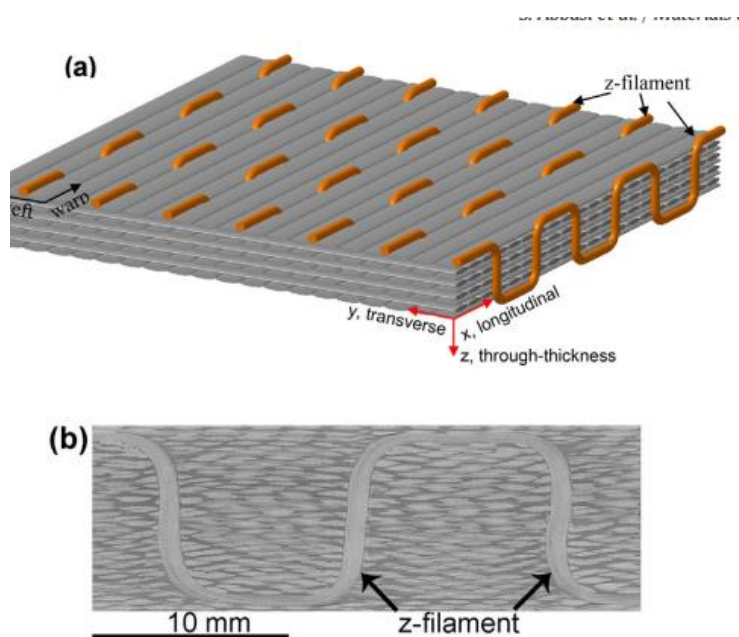 (a)
z-filament
warp
y, transverse
x, longitudinal
z, through-thickness
(b)
10 mm
z-filament